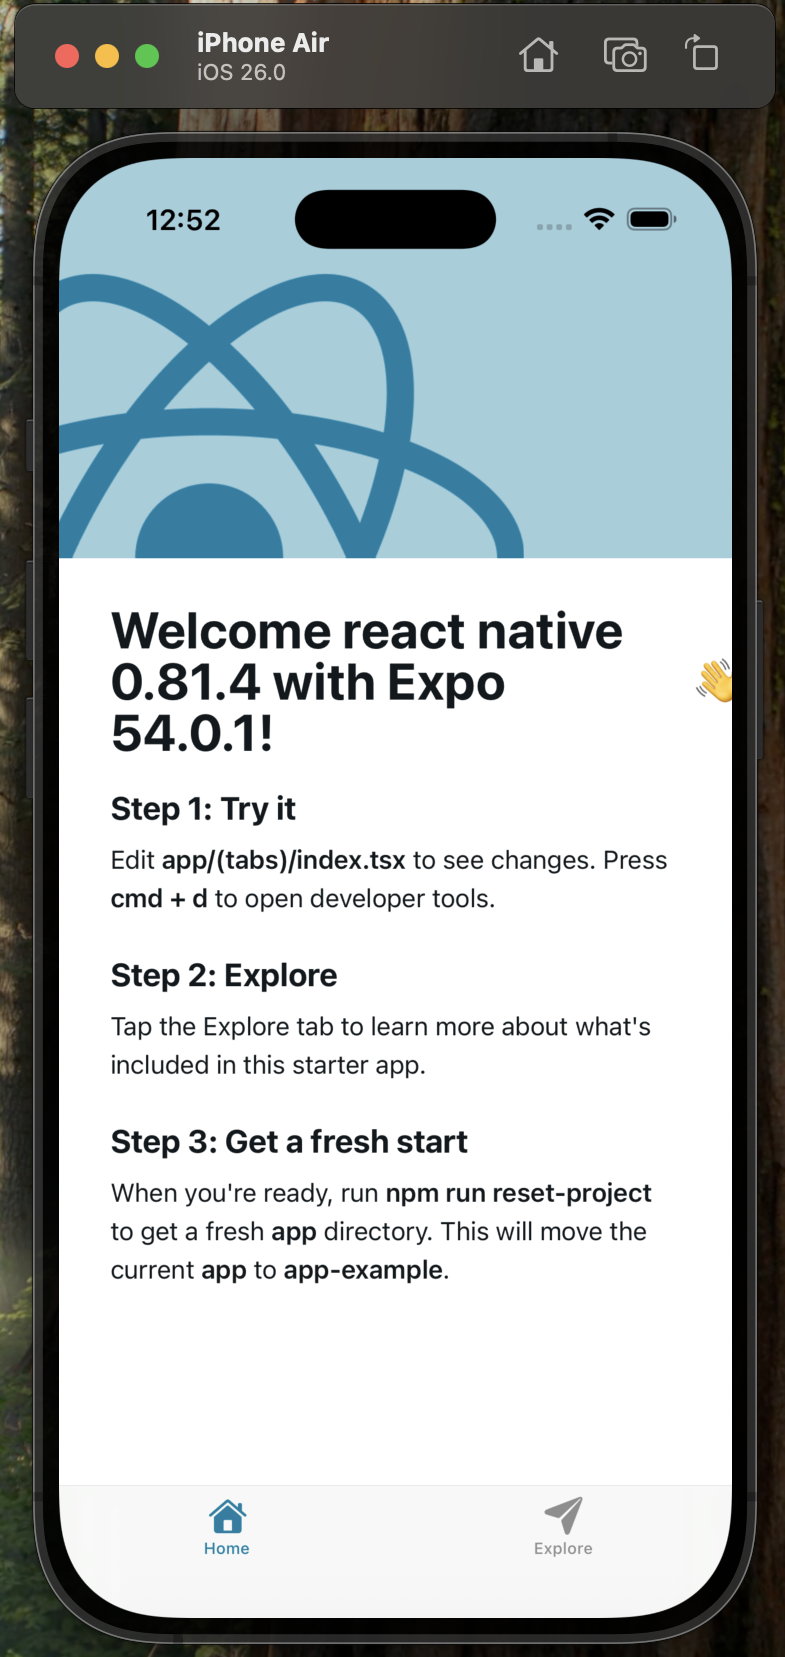 iPhone Air
iOS 26.0
12:52
Welcome react native
0.81.4 with Expo
54.0.1!
Step 1: Try it
Edit app/(tabs)/index.tsx to see changes. Press
cmd + d to open developer tools.
Step 2: Explore
Tap the Explore tab to learn more about what's
included in this starter app.
Step 3: Get a fresh start
When you're ready, run npm run reset-project
to get a fresh app directory. This will move the
current app to app-example.
Home
Explore